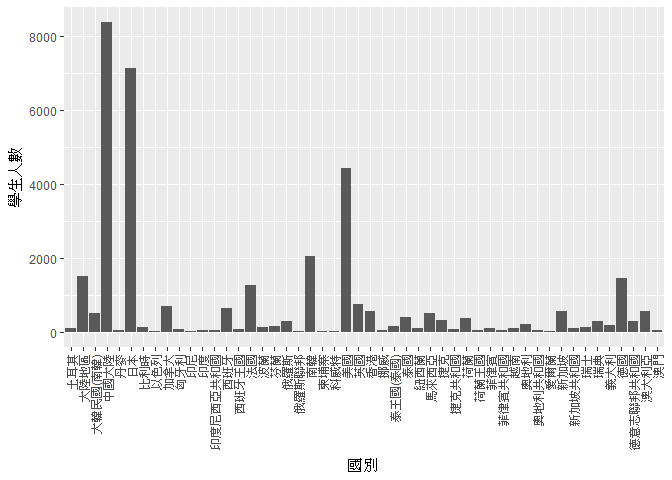 學生人數
8000
6000
4000
2000
0
土耳其
大陸地區
大韓民國(南韓)
中國大陸
丹麥
日本
比利時
以色列
加拿大
匈牙利
印尼
印度
印度尼西亞共和國
西班牙
西班牙王國
法國
波蘭
芬蘭
俄羅斯
俄羅斯聯邦
南韓
柬埔寨
科威特
美國
英國
香港
挪威
泰王國(泰國)
泰國
紐西蘭
馬來西亞
捷克
捷克共和國
荷蘭
荷蘭王國
菲律賓
菲律賓共和國
越南
奧地利
奧地利共和國
愛爾蘭
新加坡
新加坡共和國
瑞士
瑞典
義大利
德國
德意志聯邦共和國
澳大利亞
澳門
國別